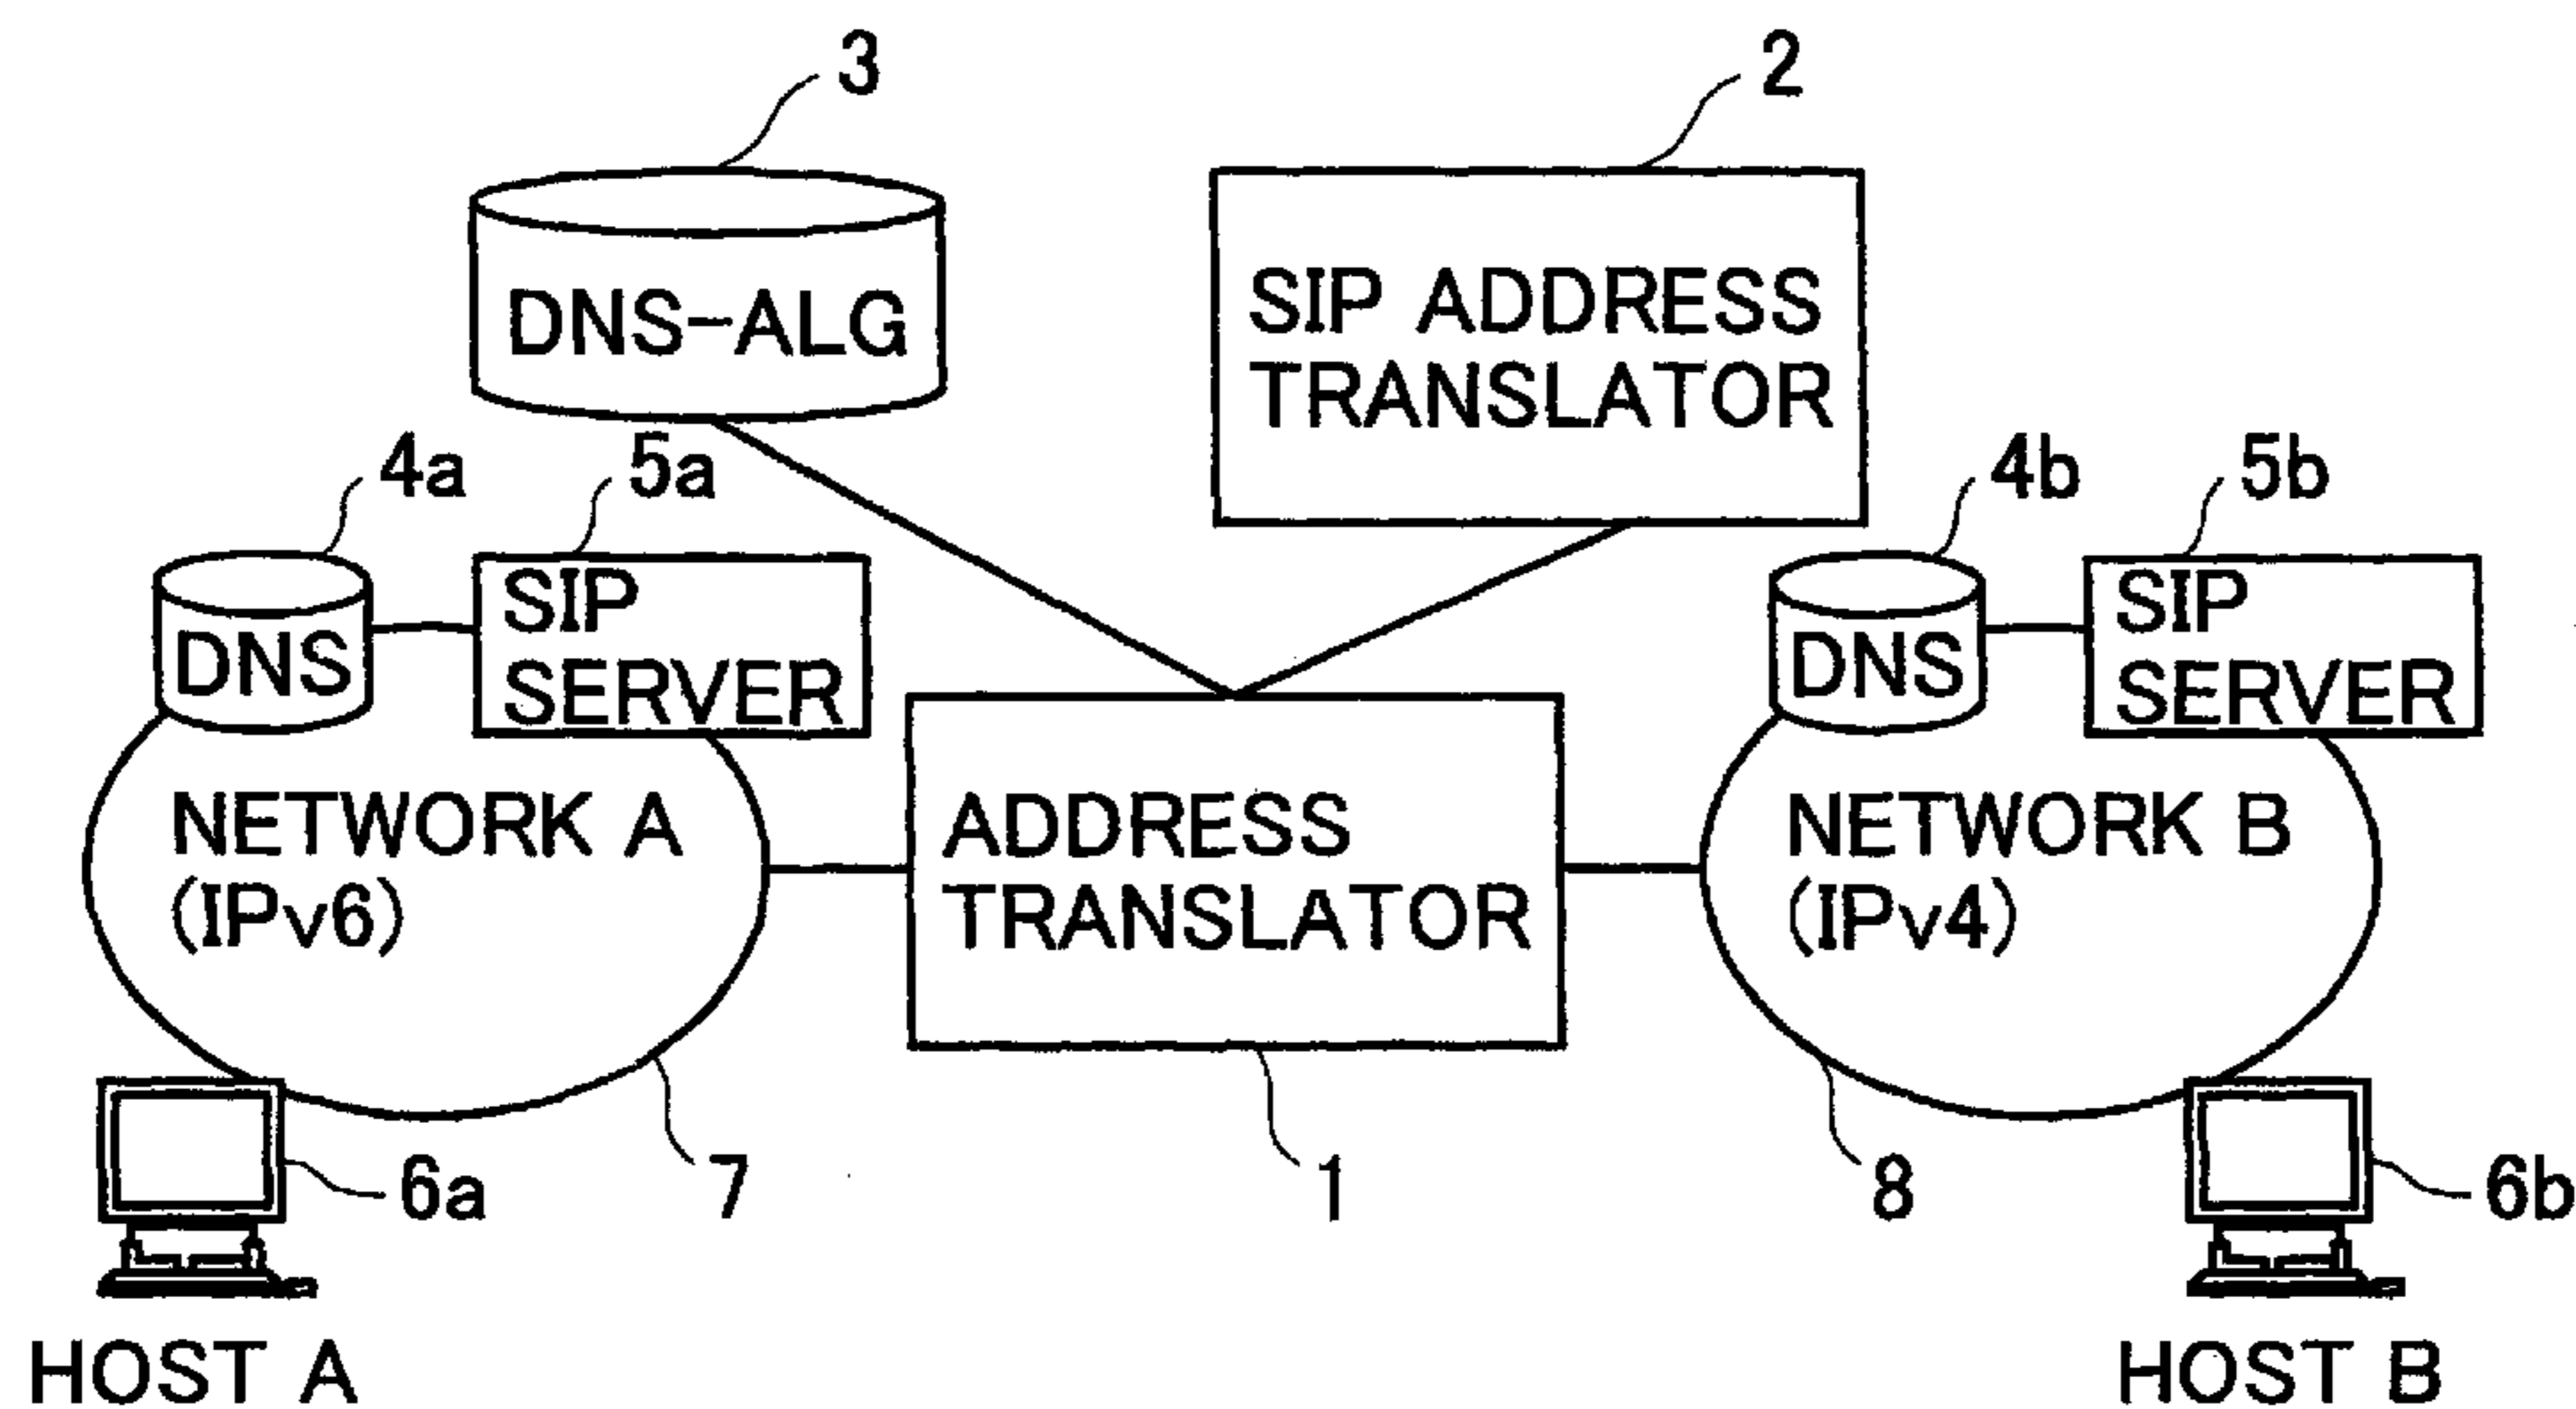 3
2
DNS-ALG
SIP ADDRESS
TRANSLATOR
4a
5a
4b
5b
DNS
SIP
SERVER
DNS
SIP
SERVER
NETWORK A
(IPv6)
ADDRESS
TRANSLATOR
NETWORK B
(IPv4)
6a
7
1
8
6b
HOST A
HOST B